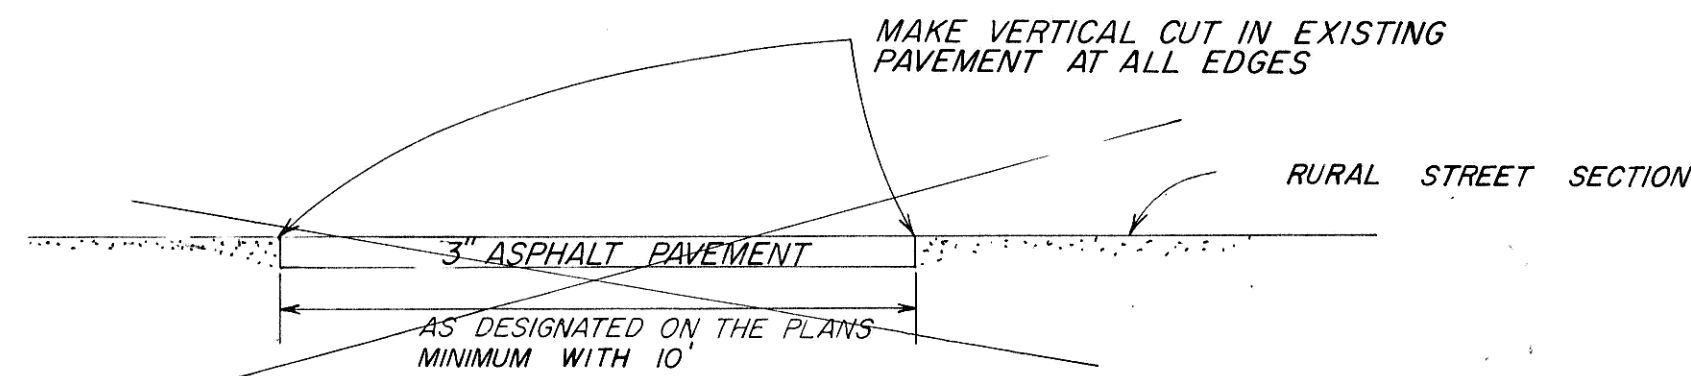 MAKE VERTICAL CUT IN EXISTING
PAVEMENT AT ALL EDGES
RURAL STREET SECTION
3" ASPHALT PAVEMENT
AS DESIGNATED ON THE PLANS
MINIMUM WITH 10'